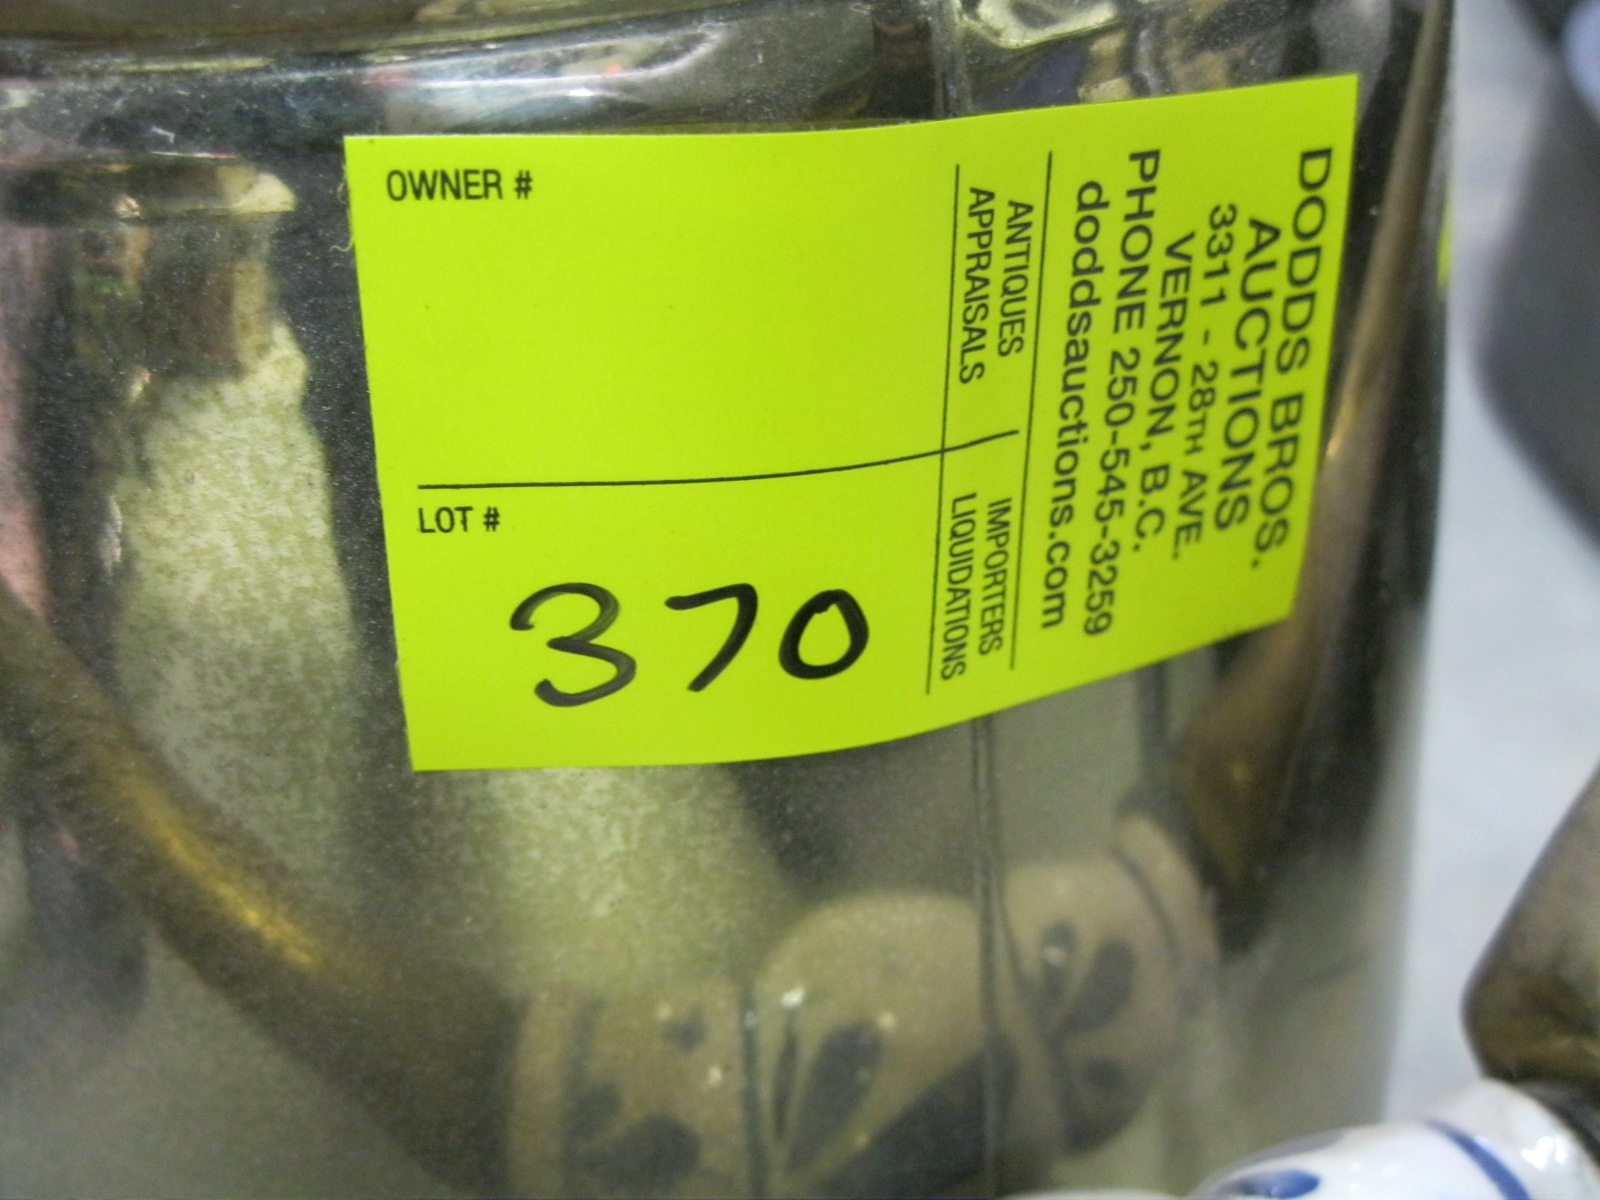 OWNER #
LOT #
370
DODDS BROS.
AUCTIONS
3311 - 28TH AVE.
VERNON, B.C.
PHONE 250-545-3259
doddsauctions.com
ANTIQUES
APPRAISALS
IMPORTERS
LIQUIDATIONS